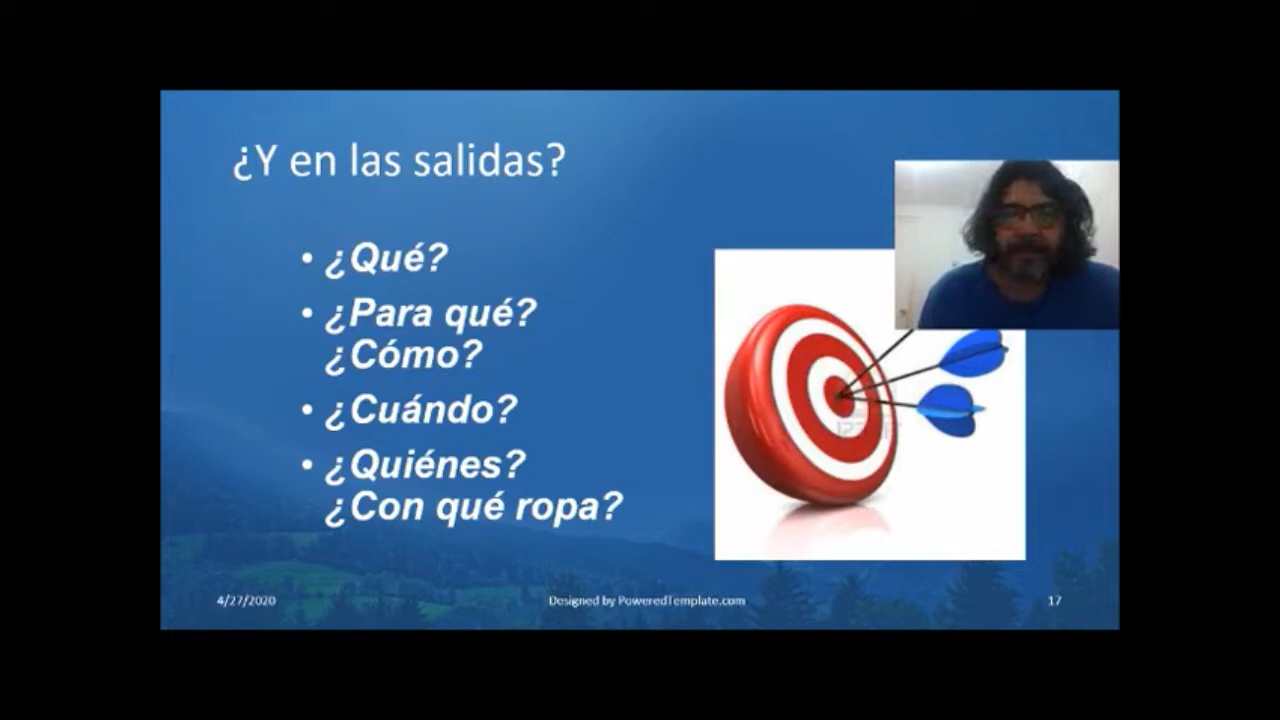 ¿Y en las salidas?
• ¿Qué?
• ¿Para qué?
¿Cómo?
• ¿Cuándo?
• ¿Quiénes?
¿Con qué ropa?
4/27/2020
Designed by PoweredTemplate.com
17